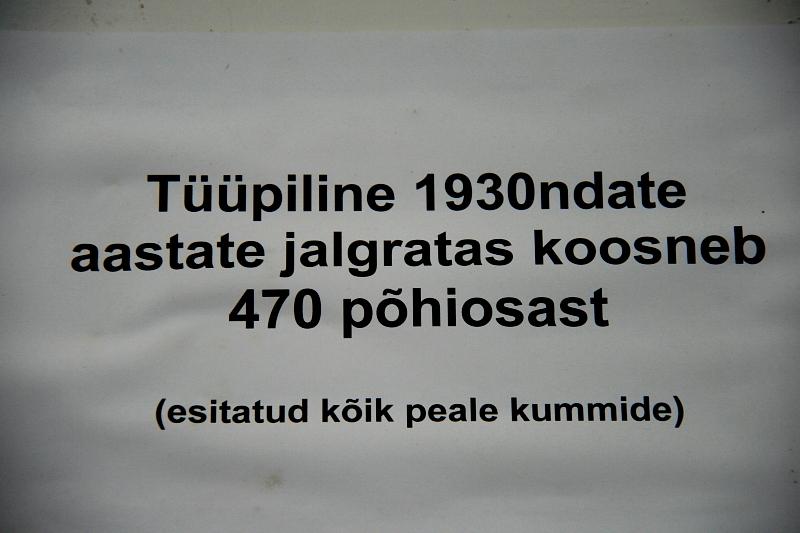 Tüüpiline 1930ndate
aastate jalgratas koosneb
470 põhiosast
(esitatud kõik peale kummide)